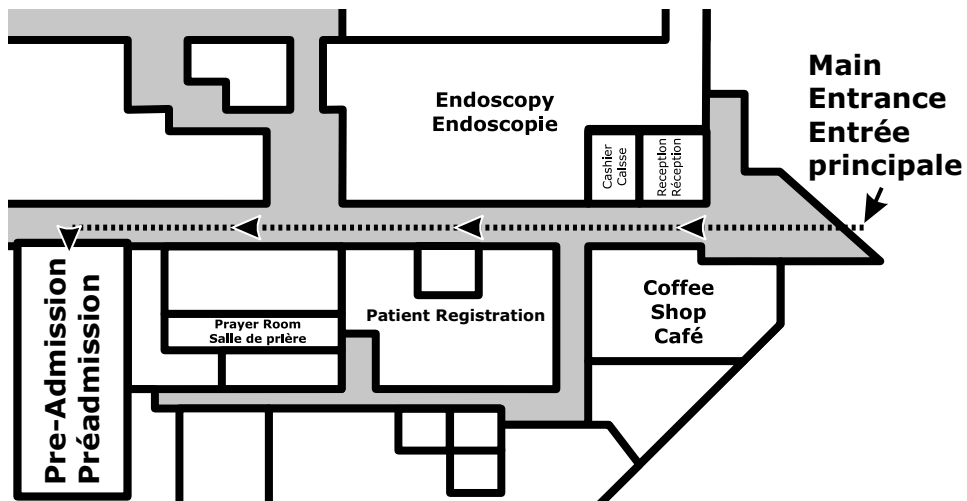 Main
Entrance
Entrée
principale
Endoscopy
Endoscopie
Cashier
Caisse
Reception
Réception
Coffee
Shop
Café
Patient Registration
Prayer Room
Salle de prière
Pre-Admission
Préadmission